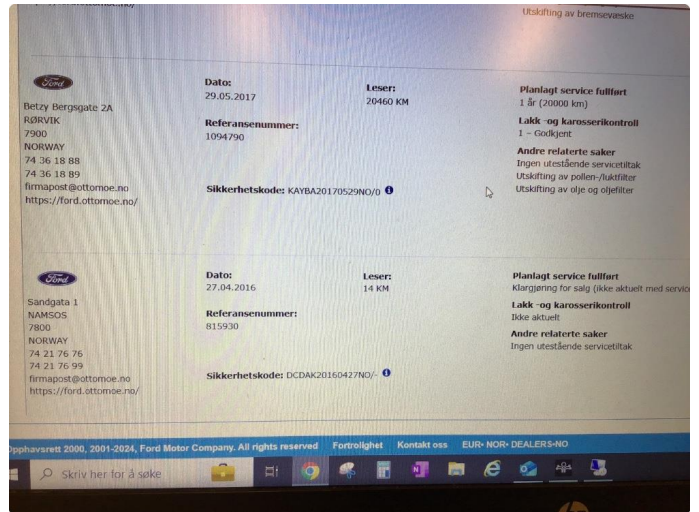 Utskifting av bremsevæske
Ford
Betzy Bergsgate 2A
RØRVIK
7900
NORWAY
74 36 18 88
74 36 18 89
firmapost@ottomoe.no
https://ford.ottomoe.no/
Dato:
29.05.2017
Leser:
20460 KM
Referansenummer:
1094790
Sikkerhetskode: KAYBA20170529NO/0
Planlagt service fullført
1 år (20000 km)
Lakk -og karosserikontroll
1 – Godkjent
Andre relaterte saker
Ingen utestående servicetiltak
Utskifting av pollen-/luktfilter
Utskifting av olje og oljefilter
Ford
Sandgata 1
NAMSOS
7800
NORWAY
74 21 76 76
74 21 76 99
firmapost@ottomoe.no
https://ford.ottomoe.no/
Dato:
27.04.2016
Leser:
14 KM
Referansenummer:
815930
Sikkerhetskode: DCDAK20160427NO/-
Planlagt service fullført
Klargjøring for salg (ikke aktuelt med service
Lakk -og karosserikontroll
Ikke aktuelt
Andre relaterte saker
Ingen utestående servicetiltak
Opphavsrett 2000, 2001-2024, Ford Motor Company. All rights reserved Fortrolighet Kontakt oss EUR• NOR• DEALERS•NO
Skriv her for å søke
hp